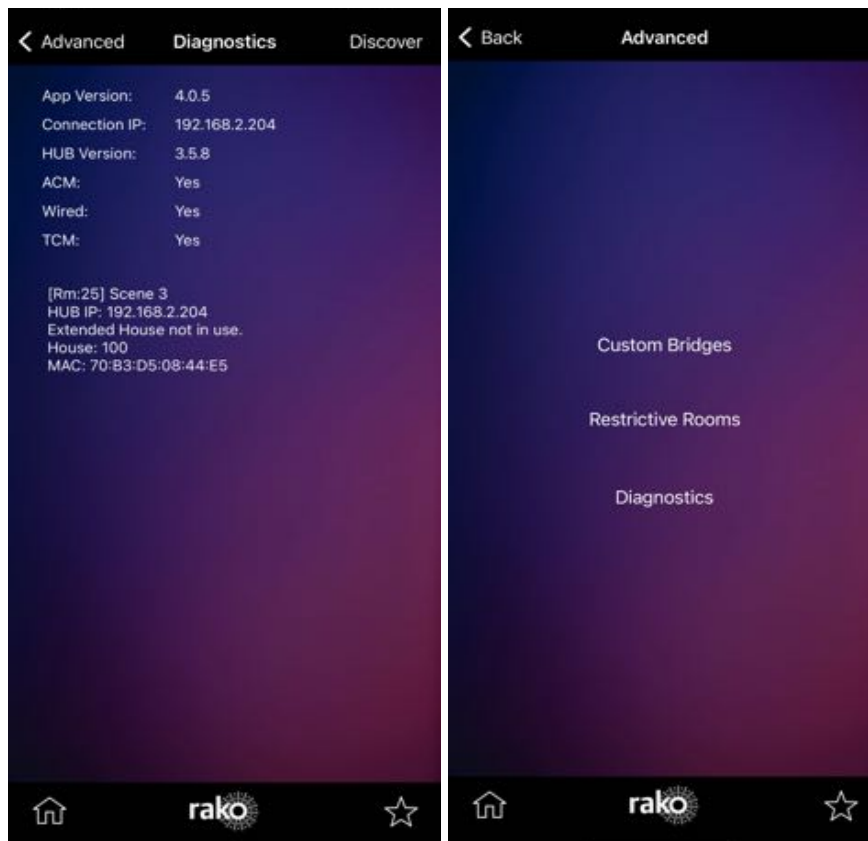 Advanced Diagnostics Discover
App Version: 4.0.5
Connection IP: 192.168.2.204
HUB Version: 3.5.8
ACM: Yes
Wired: Yes
TCM: Yes
[Rm:25] Scene 3
HUB IP: 192.168.2.204
Extended House not in use.
House: 100
MAC: 70:B3:D5:08:44:E5
rako
Back Advanced
Custom Bridges
Restrictive Rooms
Diagnostics
rako